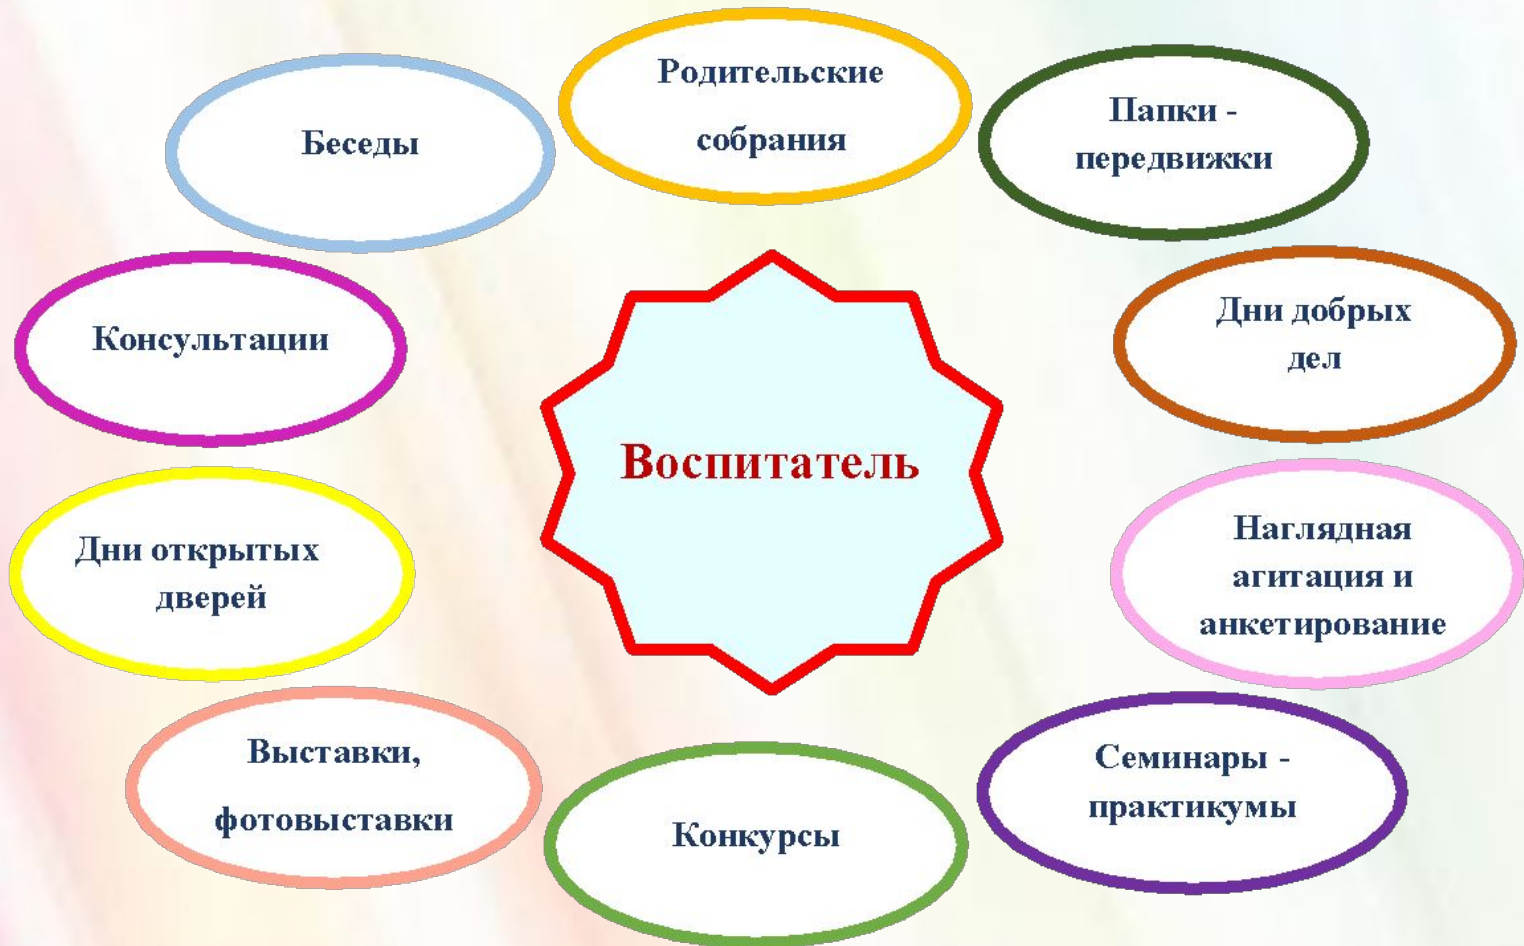 Родительские
собрания
Беседы
Папки -
передвижки
Консультации
Дни добрых
дел
Воспитатель
Дни открытых
дверей
Наглядная
агитация и
анкетирование
Выставки,
фотовыставки
Конкурсы
Семинары -
практикумы